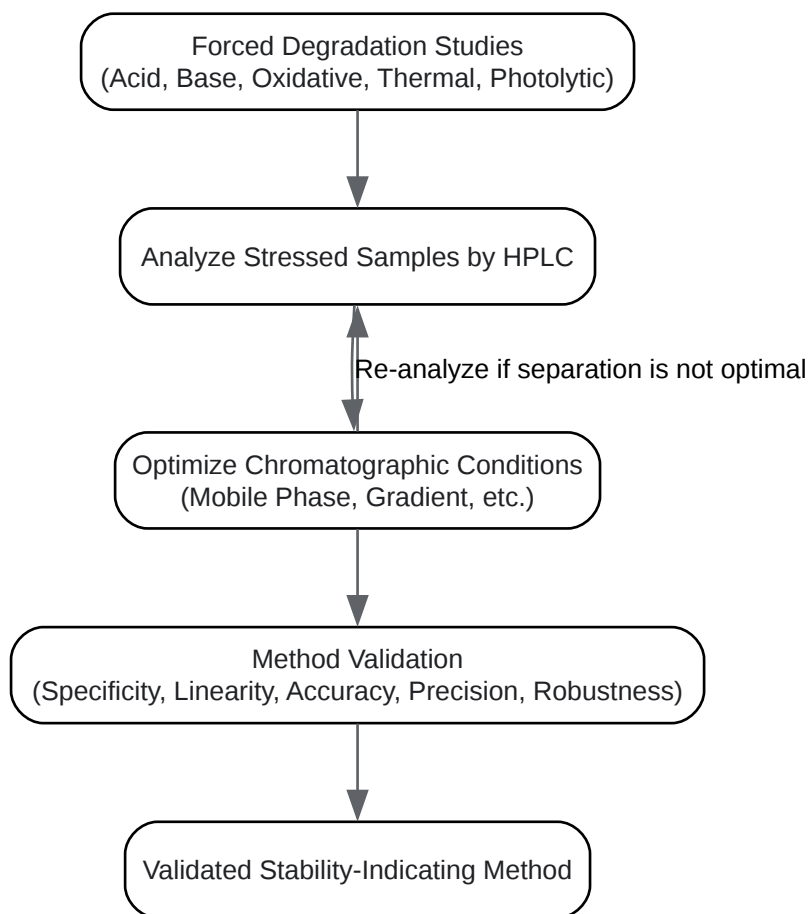 Forced Degradation Studies
(Acid, Base, Oxidative, Thermal, Photolytic)
Analyze Stressed Samples by HPLC
Re-analyze if separation is not optimal
Optimize Chromatographic Conditions
(Mobile Phase, Gradient, etc.)
Method Validation
(Specificity, Linearity, Accuracy, Precision, Robustness)
Validated Stability-Indicating Method